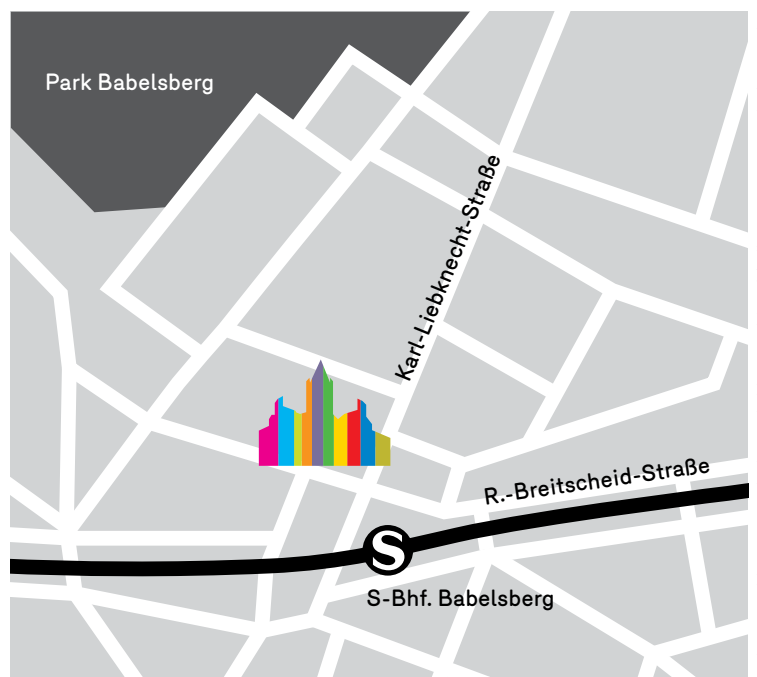 Park Babelsberg
Karl-Liebknecht-Straße
R.-Breitscheid-Straße
S
S-Bhf. Babelsberg